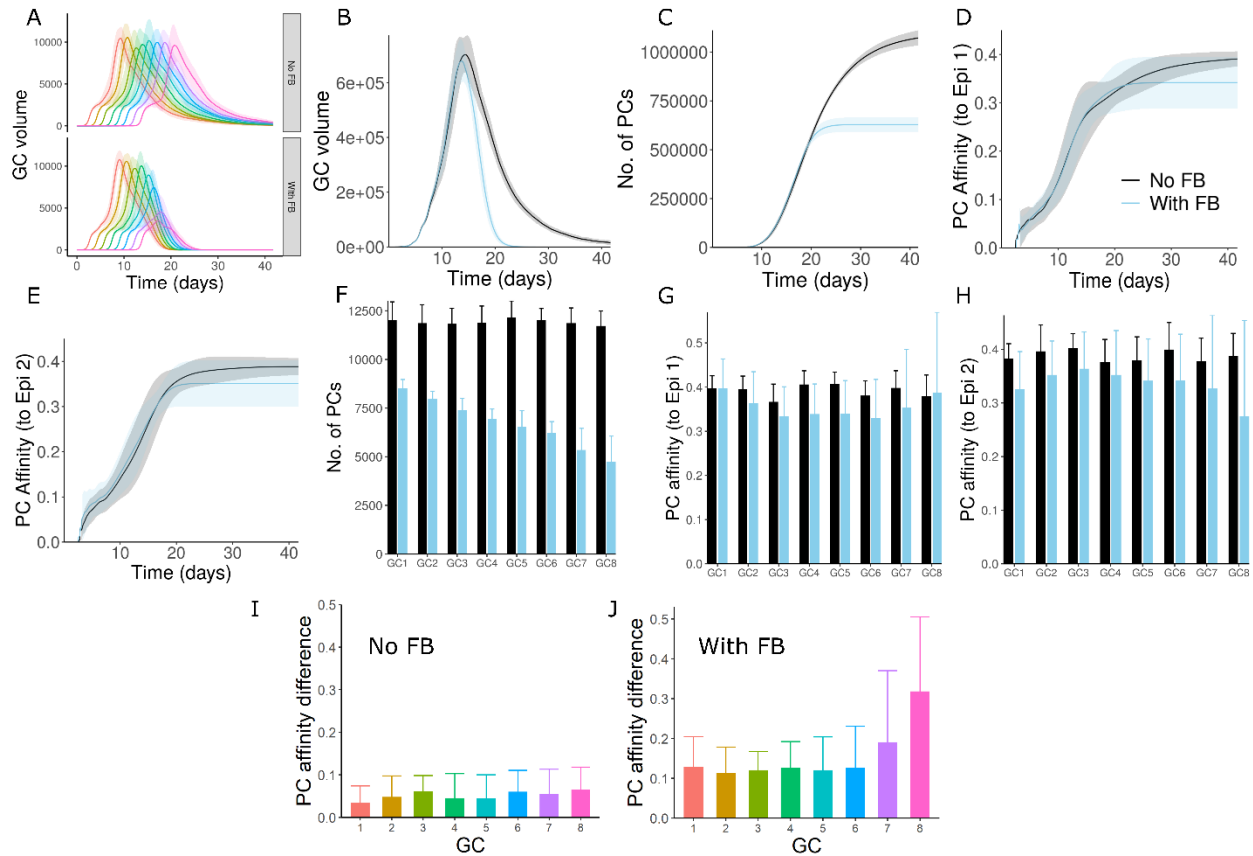 A
GC volume
10000
5000
0
No FB
10000
5000
0
With FB
0 10 20 30 40
Time (days)
B
GC volume
6e+05
4e+05
2e+05
0e+00
0 10 20 30 40
Time (days)
C
No. of PCs
1000000
750000
500000
250000
0
10 20 30 40
Time (days)
D
PC Affinity (to Epi 1)
0.4
0.3
0.2
0.1
0.0
10 20 30 40
Time (days)
No FB
With FB
E
PC Affinity (to Epi 2)
0.4
0.3
0.2
0.1
0.0
10 20 30 40
Time (days)
F
No. of PCs
12500
10000
7500
5000
2500
0
GC1 GC2 GC3 GC4 GC5 GC6 GC7 GC8
G
PC affinity (to Epi 1)
0.5
0.4
0.3
0.2
0.1
0.0
GC1 GC2 GC3 GC4 GC5 GC6 GC7 GC8
H
PC affinity (to Epi 2)
0.4
0.3
0.2
0.1
0.0
GC1 GC2 GC3 GC4 GC5 GC6 GC7 GC8
I
No FB
PC affinity difference
0.5
0.4
0.3
0.2
0.1
0.0
1 2 3 4 5 6 7 8
GC
J
With FB
PC affinity difference
0.5
0.4
0.3
0.2
0.1
0.0
1 2 3 4 5 6 7 8
GC